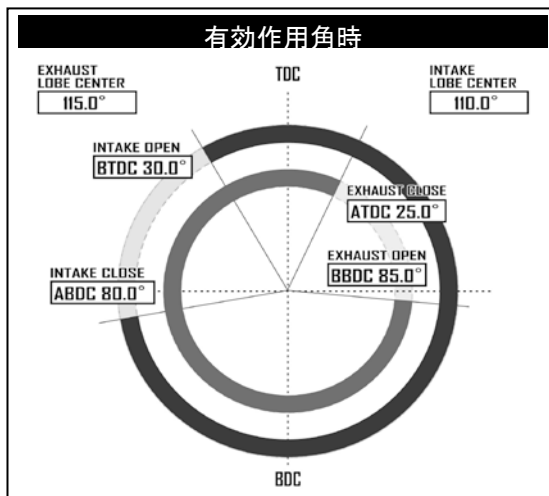 有効作用角時
EXHAUST
LOBE CENTER
115.0°
TDC
INTAKE
LOBE CENTER
110.0°
INTAKE OPEN
BTDC 30.0°
EXHAUST CLOSE
ATDC 25.0°
EXHAUST OPEN
BBDC 85.0°
INTAKE CLOSE
ABDC 80.0°
BDC